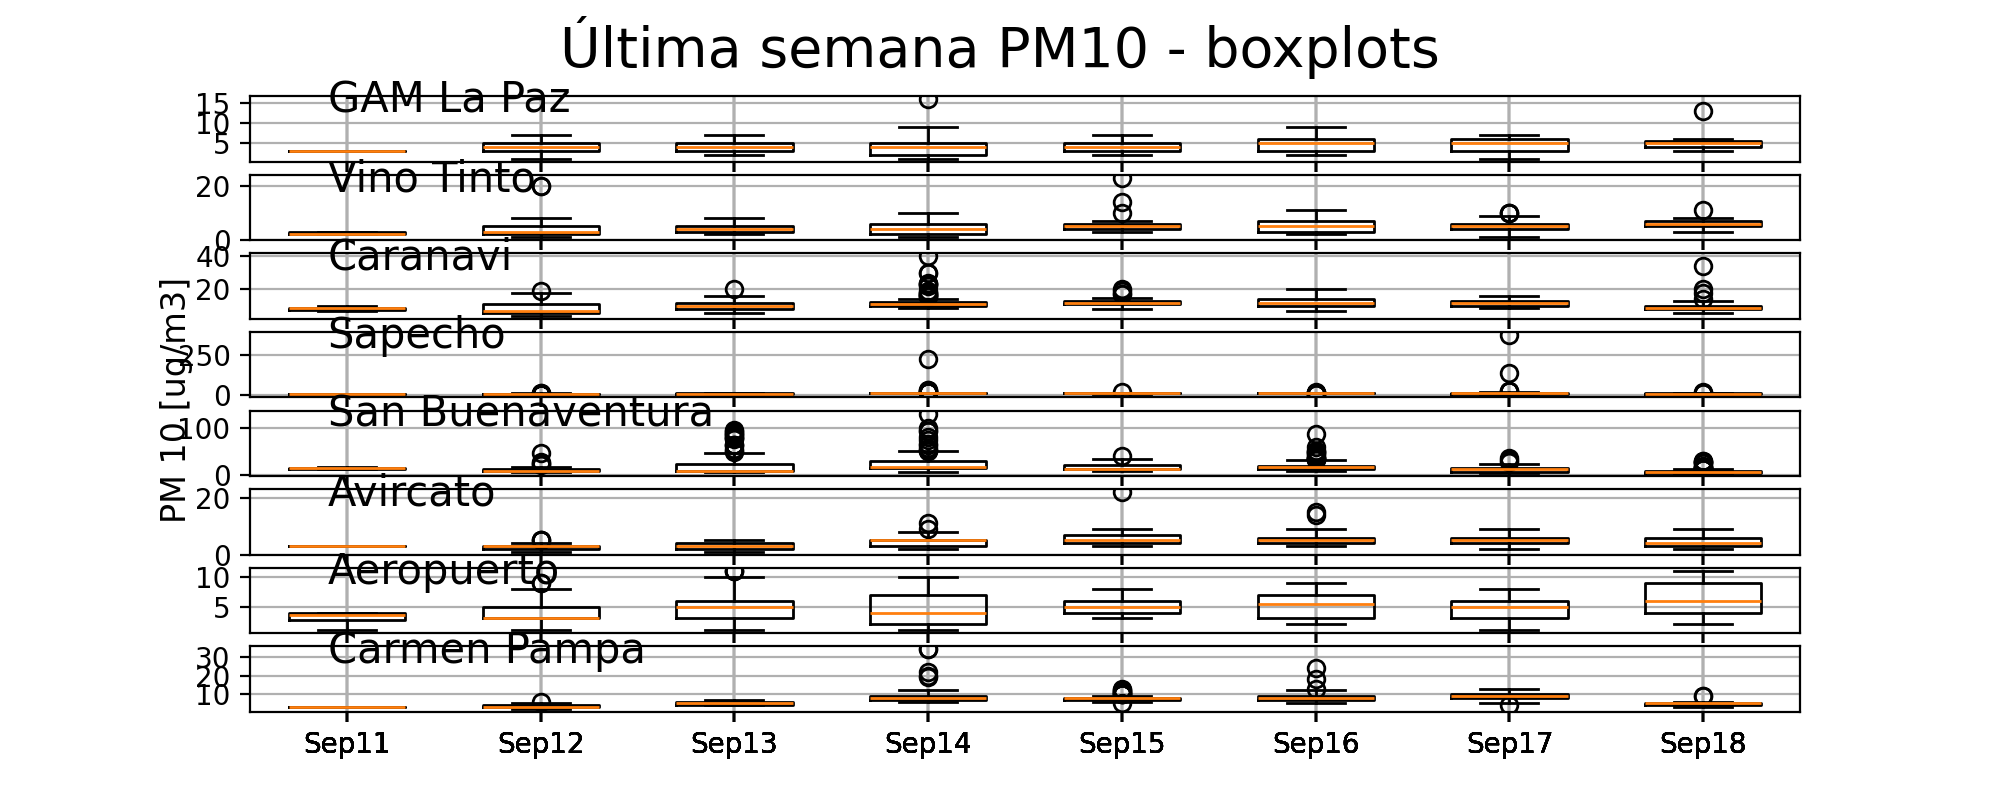 Última semana PM10 - boxplots
GAM La Paz
15
10
5
Vino Tinto
20
0
Caranavi
40
20
Sapecho
250
0
PM 10 [ug/m3]
San Buenaventura
100
0
Avircato
20
0
Aeropuerto
10
5
Carmen Pampa
30
20
10
Sep11 Sep12 Sep13 Sep14 Sep15 Sep16 Sep17 Sep18